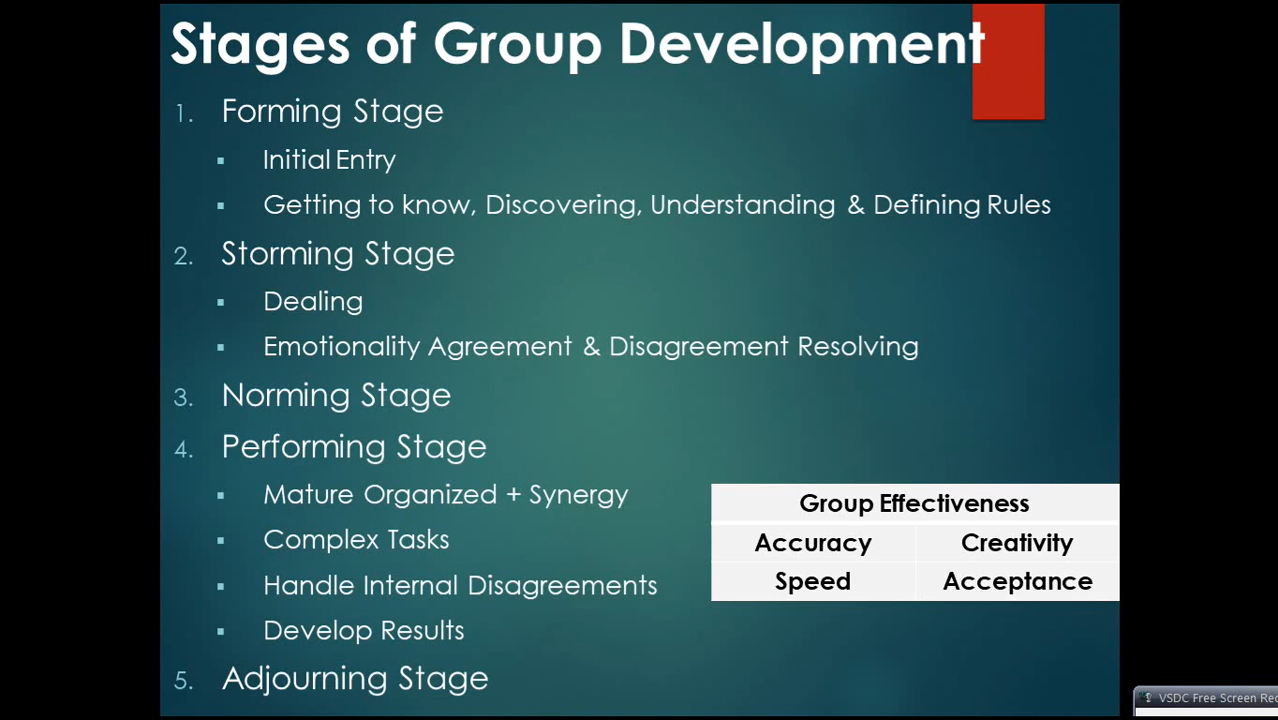 Stages of Group Development
1. Forming Stage
▪ Initial Entry
▪ Getting to know, Discovering, Understanding & Defining Rules
2. Storming Stage
▪ Dealing
▪ Emotionality Agreement & Disagreement Resolving
3. Norming Stage
4. Performing Stage
▪ Mature Organized + Synergy
▪ Complex Tasks
▪ Handle Internal Disagreements
▪ Develop Results
Group Effectiveness
Accuracy Creativity
Speed Acceptance
5. Adjourning Stage
VSDC Free Screen Rec